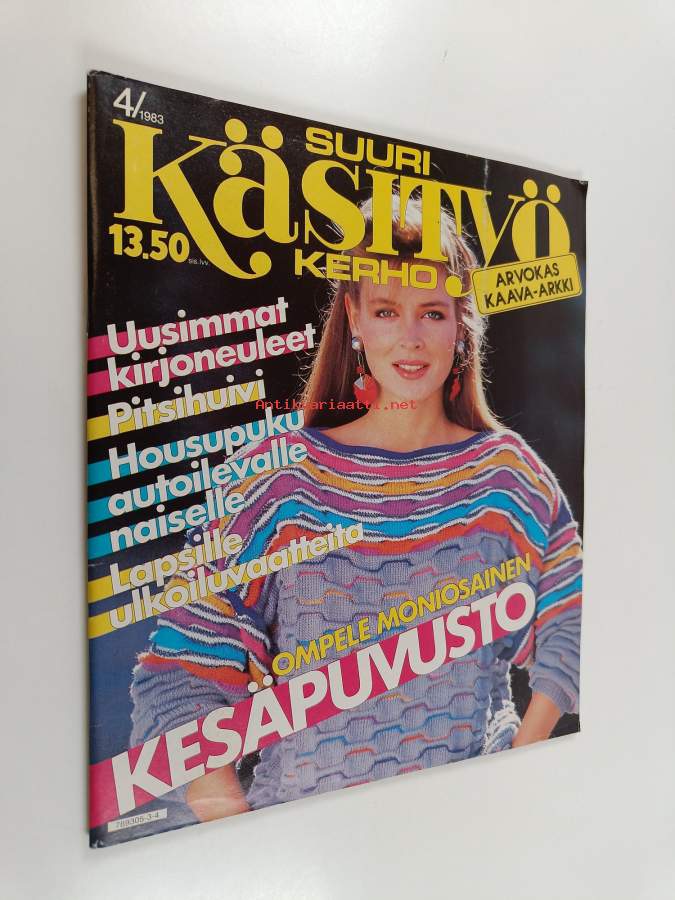 4/1983
SUURI
KÄSITYÖ
KERHO
13.50
sis.lvv.
ARVOKAS
KAAVA-ARKKI
Uusimmat
kirjoneuleet
Pitsihuivi
Housupuku
autoilevalle
naiselle
Lapsille
ulkoiluvaatteita
Antikvariaatti.net
OMPELE MONIOSAINEN
KESÄPUVUSTO
789305-3-4